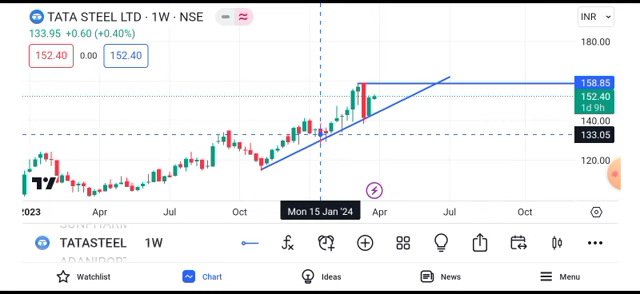 TATA STEEL LTD · 1W · NSE
INR
133.95 +0.60 (+0.40%)
152.40 0.00 152.40
180.00
158.85
152.40
1d 9h
140.00
133.05
120.00
2023 Apr Jul Oct Mon 15 Jan '24 Apr Jul Oct
TATASTEEL 1W
Watchlist Chart Ideas News Menu